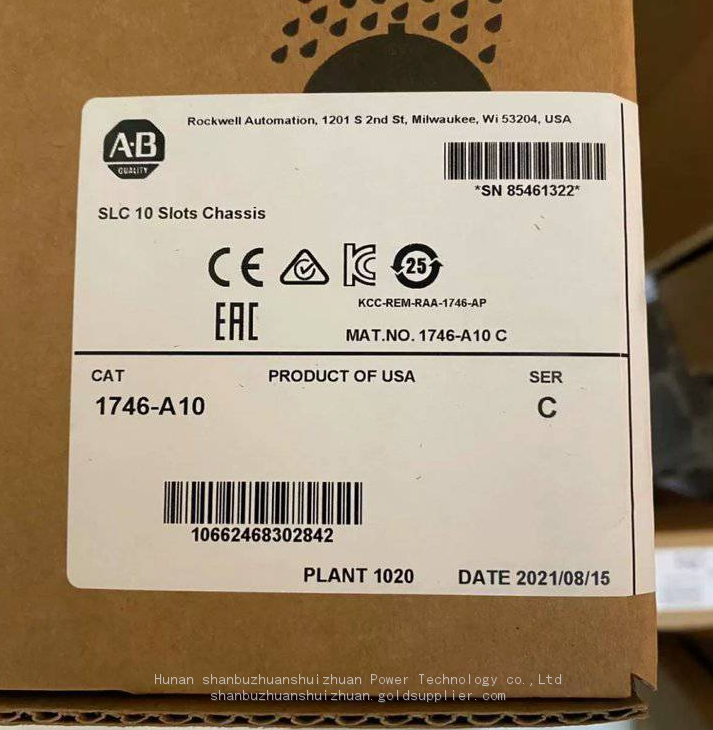 Rockwell Automation, 1201 S 2nd St, Milwaukee, Wi 53204, USA
A·B
QUALITY
*SN 85461322*
SLC 10 Slots Chassis
CE
KC
25
KCC-REM-RAA-1746-AP
EAC
MAT.NO. 1746-A10 C
CAT
PRODUCT OF USA
SER
1746-A10
C
10662468302842
PLANT 1020
DATE 2021/08/15
Hunan shanbuzhuanshuizhuan Power Technology co.,Ltd
shanbuzhuanshuizhuan.goldsupplier.com